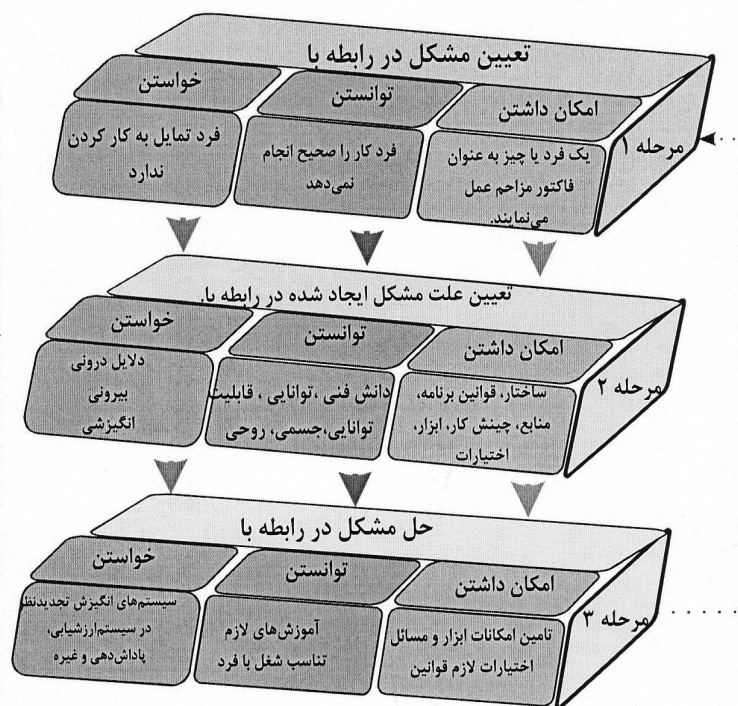 تعیین مشکل در رابطه با
امکان داشتن
توانستن
خواستن
مرحله ۱
یک فرد یا چیز به عنوان
فاکتور مزاحم عمل
می‌نمایند.
فرد کار را صحیح انجام
نمی‌دهد
فرد تمایل به کار کردن
ندارد
تعیین علت مشکل ایجاد شده در رابطه با.
امکان داشتن
توانستن
خواستن
مرحله ۲
ساختار، قوانین برنامه،
منابع، چینش کار، ابزار،
اختیارات
دانش فنی ،توانایی ، قابلیت
توانایی،جسمی، روحی
دلایل درونی
بیرونی
انگیزشی
حل مشکل در رابطه با
امکان داشتن
توانستن
خواستن
مرحله ۳
تامین امکانات ابزار و مسائل
اختیارات لازم قوانین
آموزش‌های لازم
تناسب شغل با فرد
سیستم‌های انگیزش تجدیدنظر
در سیستم‌ارزشیابی،
پاداش‌دهی و غیره